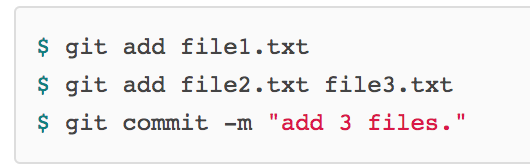 $ git add file1.txt
$ git add file2.txt file3.txt
$ git commit -m "add 3 files."